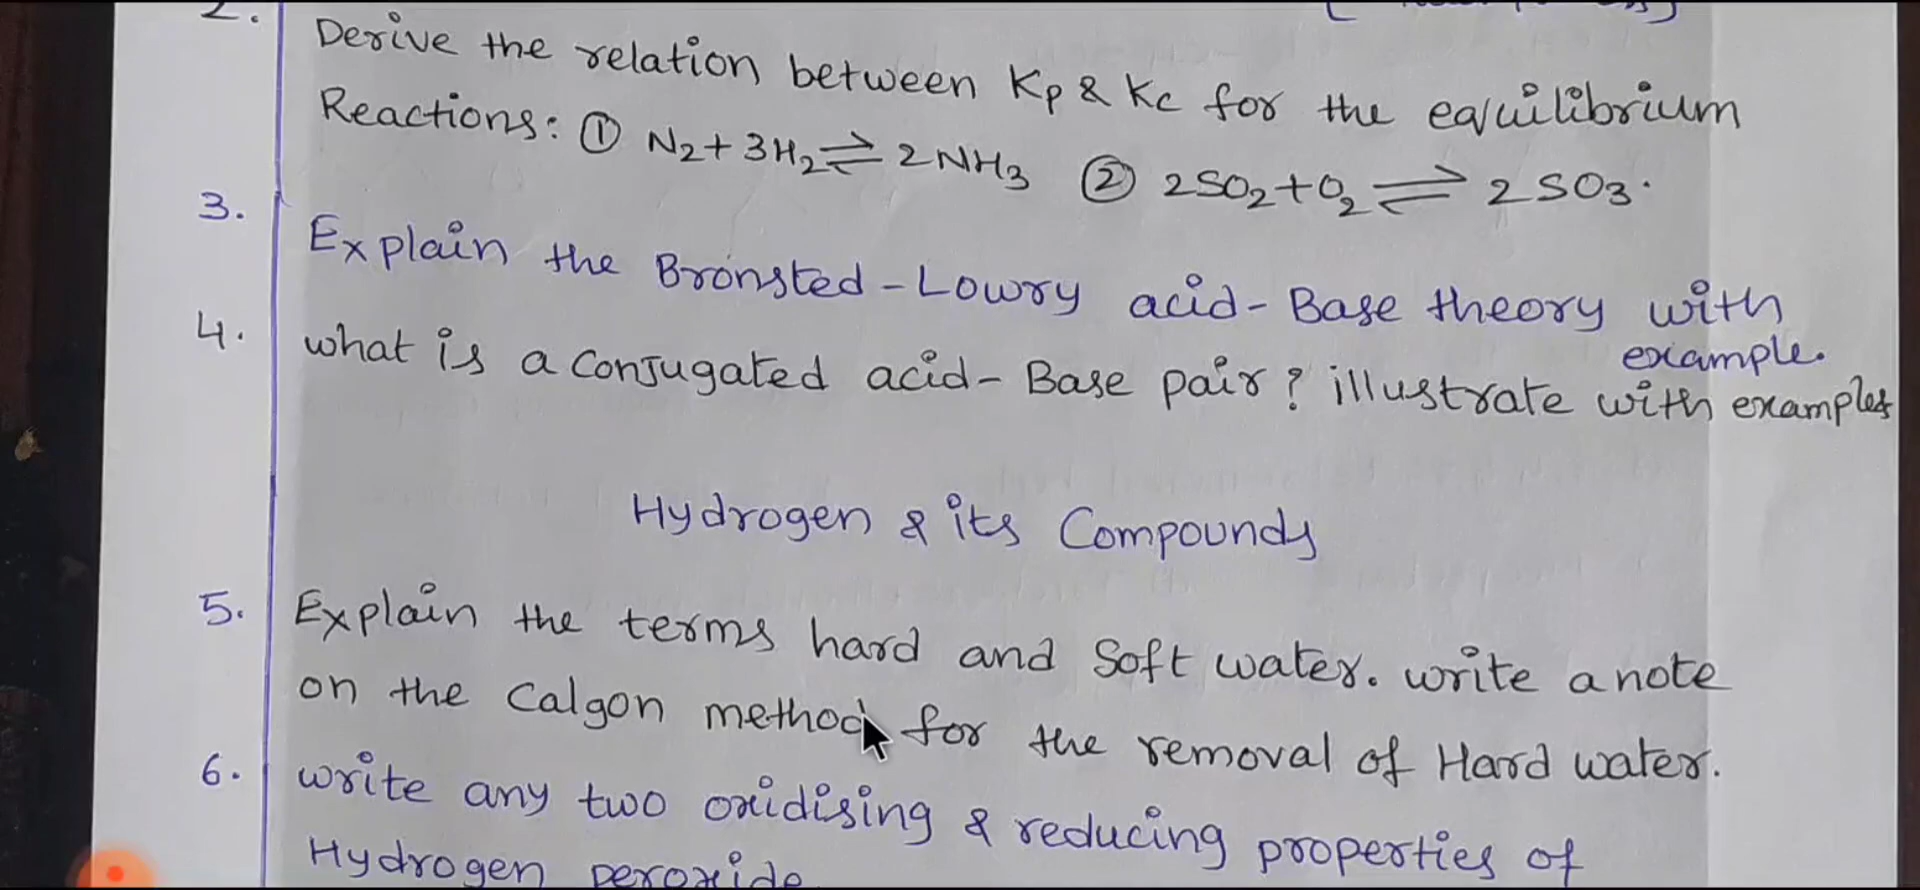 2.
Derive the relation between Kp & Kc for the equilibrium
Reactions: ① N₂ + 3H₂ ⇌ 2NH₃ ② 2SO₂ + O₂ ⇌ 2SO₃.
3. Explain the Bronsted-Lowry acid-Base theory with
example.
4. what is a conjugated acid-Base pair? illustrate with examples
Hydrogen & its Compounds
5. Explain the terms hard and soft water. write a note
on the Calgon method for the removal of Hard water.
6. write any two oxidising & reducing properties of
Hydrogen peroxide